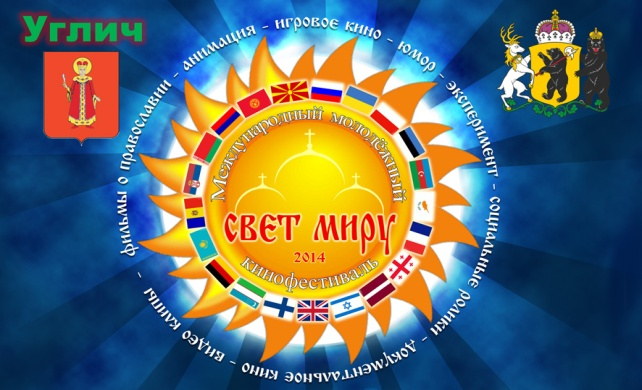 Углич
фильмы о православии - анимация - игровое кино - юмор - эксперимент - социальные ролики - документальное кино - видео клипы -
Международный молодёжный
СВЕТ МИРУ
2014
кинофестиваль